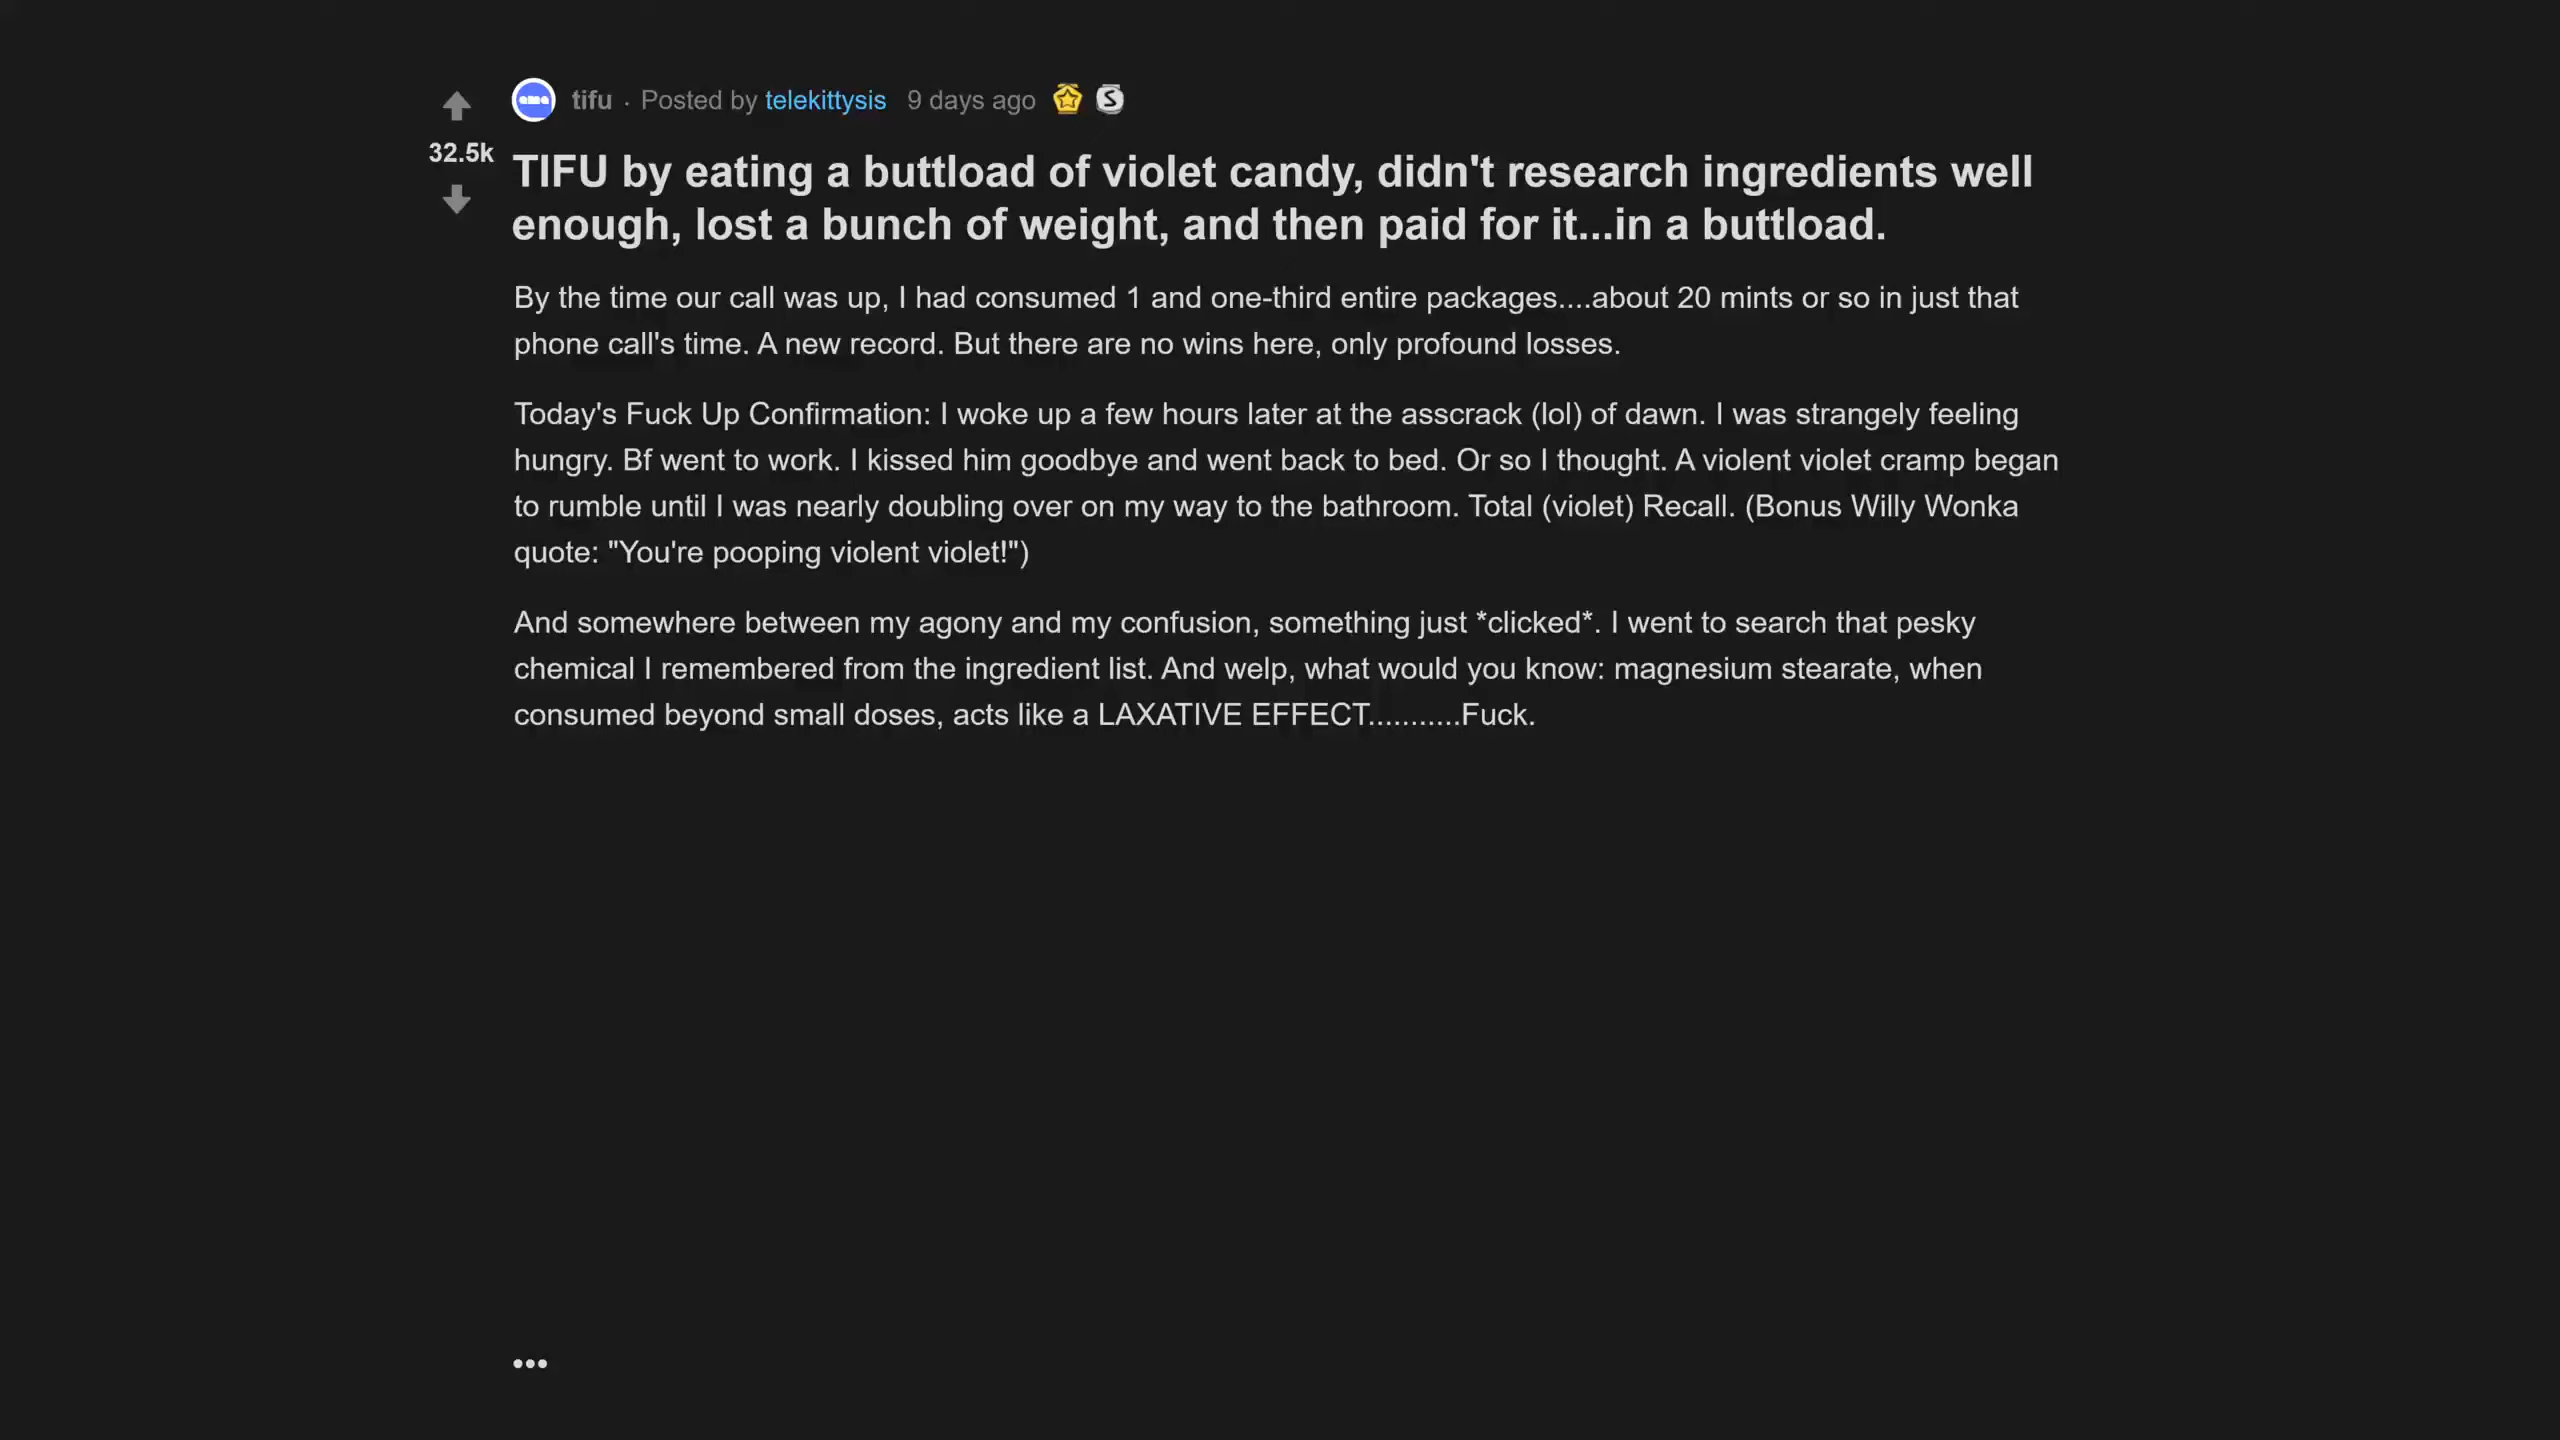 tifu · Posted by telekittysis 9 days ago
32.5k
TIFU by eating a buttload of violet candy, didn't research ingredients well
enough, lost a bunch of weight, and then paid for it...in a buttload.
By the time our call was up, I had consumed 1 and one-third entire packages....about 20 mints or so in just that
phone call's time. A new record. But there are no wins here, only profound losses.
Today's Fuck Up Confirmation: I woke up a few hours later at the asscrack (lol) of dawn. I was strangely feeling
hungry. Bf went to work. I kissed him goodbye and went back to bed. Or so I thought. A violent violet cramp began
to rumble until I was nearly doubling over on my way to the bathroom. Total (violet) Recall. (Bonus Willy Wonka
quote: "You're pooping violent violet!")
And somewhere between my agony and my confusion, something just *clicked*. I went to search that pesky
chemical I remembered from the ingredient list. And welp, what would you know: magnesium stearate, when
consumed beyond small doses, acts like a LAXATIVE EFFECT...........Fuck.